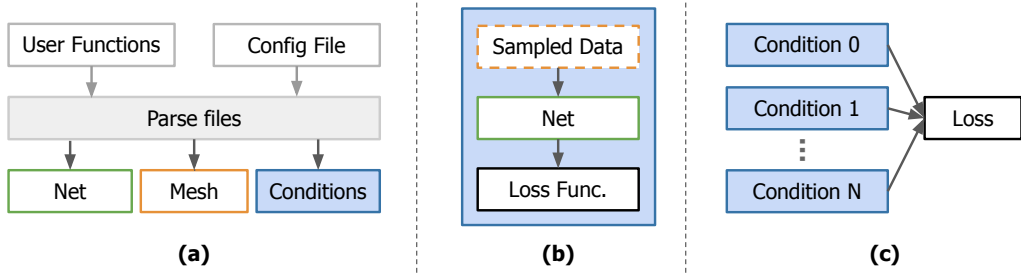 User Functions
Config File
Parse files
Net
Mesh
Conditions
(a)
Sampled Data
Net
Loss Func.
(b)
Condition 0
Condition 1
Condition N
Loss
(c)